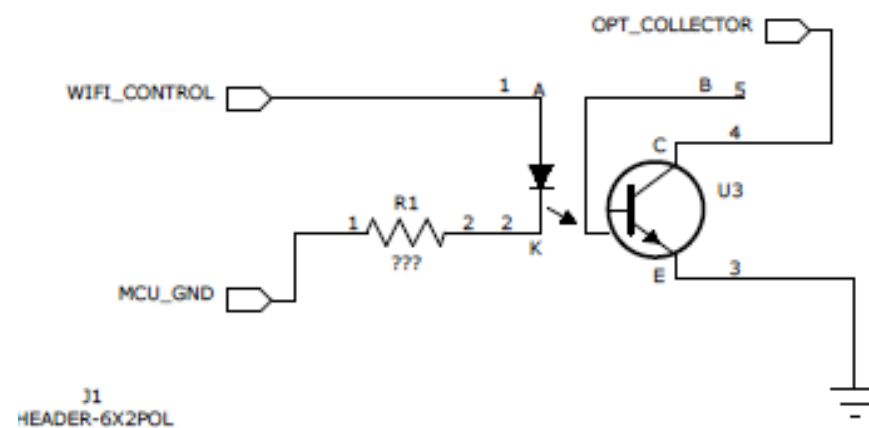 OPT_COLLECTOR
WIFI_CONTROL
1 A
B 5
C 4
U3
R1
1 2 2
K
???
MCU_GND
E 3
J1
HEADER-6X2POL